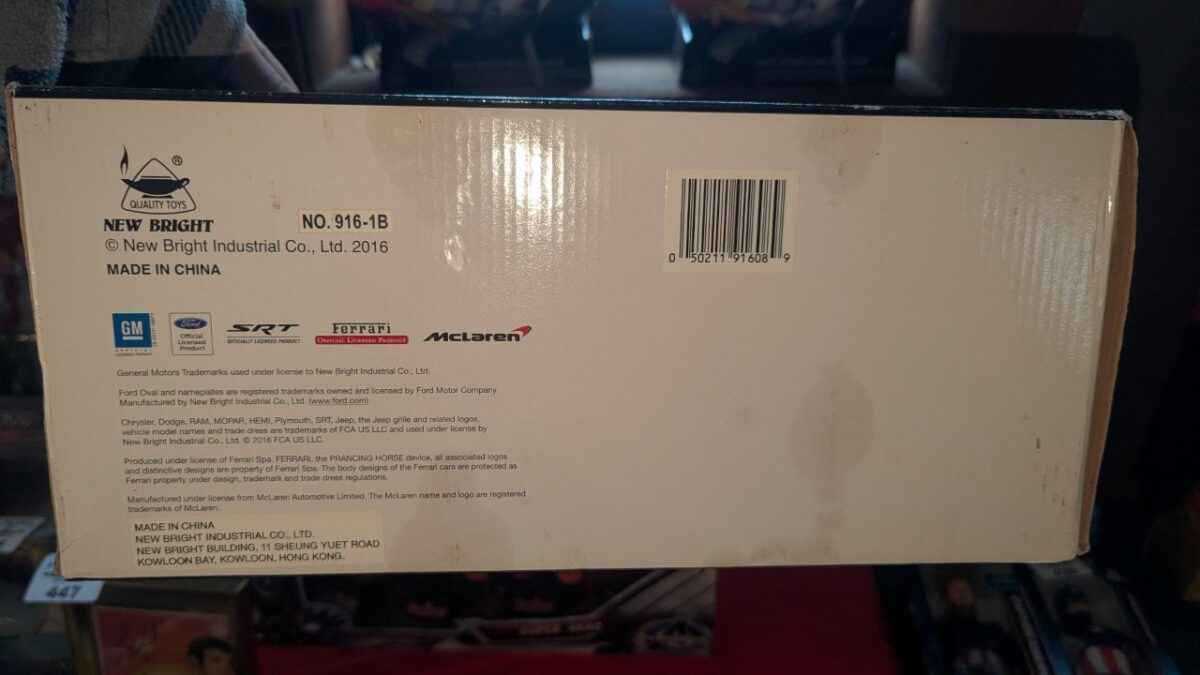 ®
QUALITY TOYS
NEW BRIGHT
NO. 916-1B
© New Bright Industrial Co., Ltd. 2016
MADE IN CHINA
0 50211 91608 9
GM
Ford
Official
Licensed
Product
SRT
OFFICIALLY LICENSED PRODUCT
Ferrari
Official Licensed Product
McLaren
General Motors Trademarks used under license to New Bright Industrial Co., Ltd.
Ford Oval and nameplates are registered trademarks owned and licensed by Ford Motor Company.
Manufactured by New Bright Industrial Co., Ltd. (www.ford.com)
Chrysler, Dodge, RAM, MOPAR, HEMI, Plymouth, SRT, Jeep, the Jeep grille and related logos,
vehicle model names and trade dress are trademarks of FCA US LLC and used under license by
New Bright Industrial Co., Ltd. © 2016 FCA US LLC.
Produced under license of Ferrari Spa. FERRARI, the PRANCING HORSE device, all associated logos
and distinctive designs are property of Ferrari Spa. The body designs of the Ferrari cars are protected as
Ferrari property under design, trademark and trade dress regulations.
Manufactured under license from McLaren Automotive Limited. The McLaren name and logo are registered
trademarks of McLaren.
MADE IN CHINA
NEW BRIGHT INDUSTRIAL CO., LTD.
NEW BRIGHT BUILDING, 11 SHEUNG YUET ROAD
KOWLOON BAY, KOWLOON, HONG KONG.
447